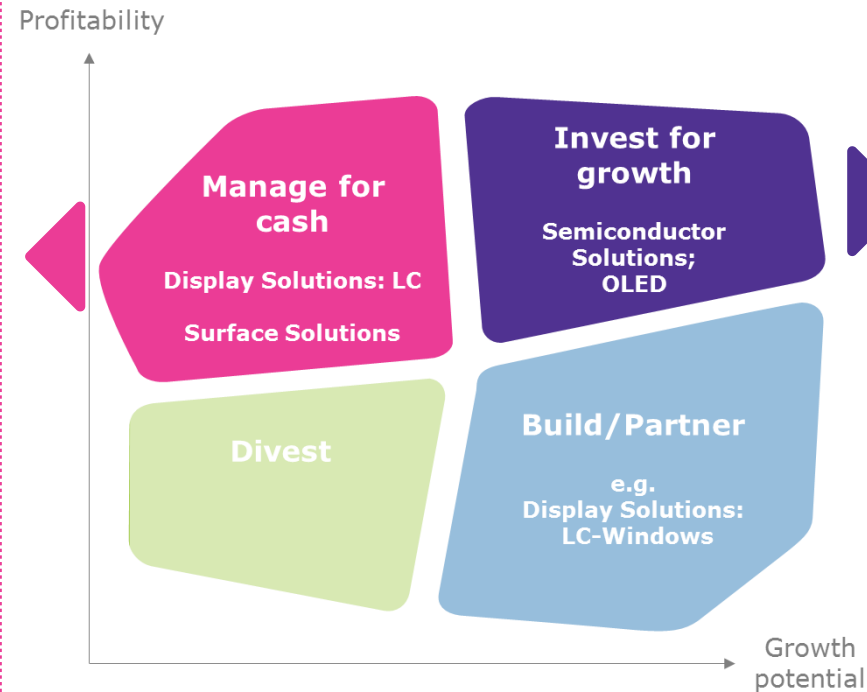 Profitability
Manage for
cash
Display Solutions: LC
Surface Solutions
Invest for
growth
Semiconductor
Solutions;
OLED
Divest
Build/Partner
e.g.
Display Solutions:
LC-Windows
Growth
potential